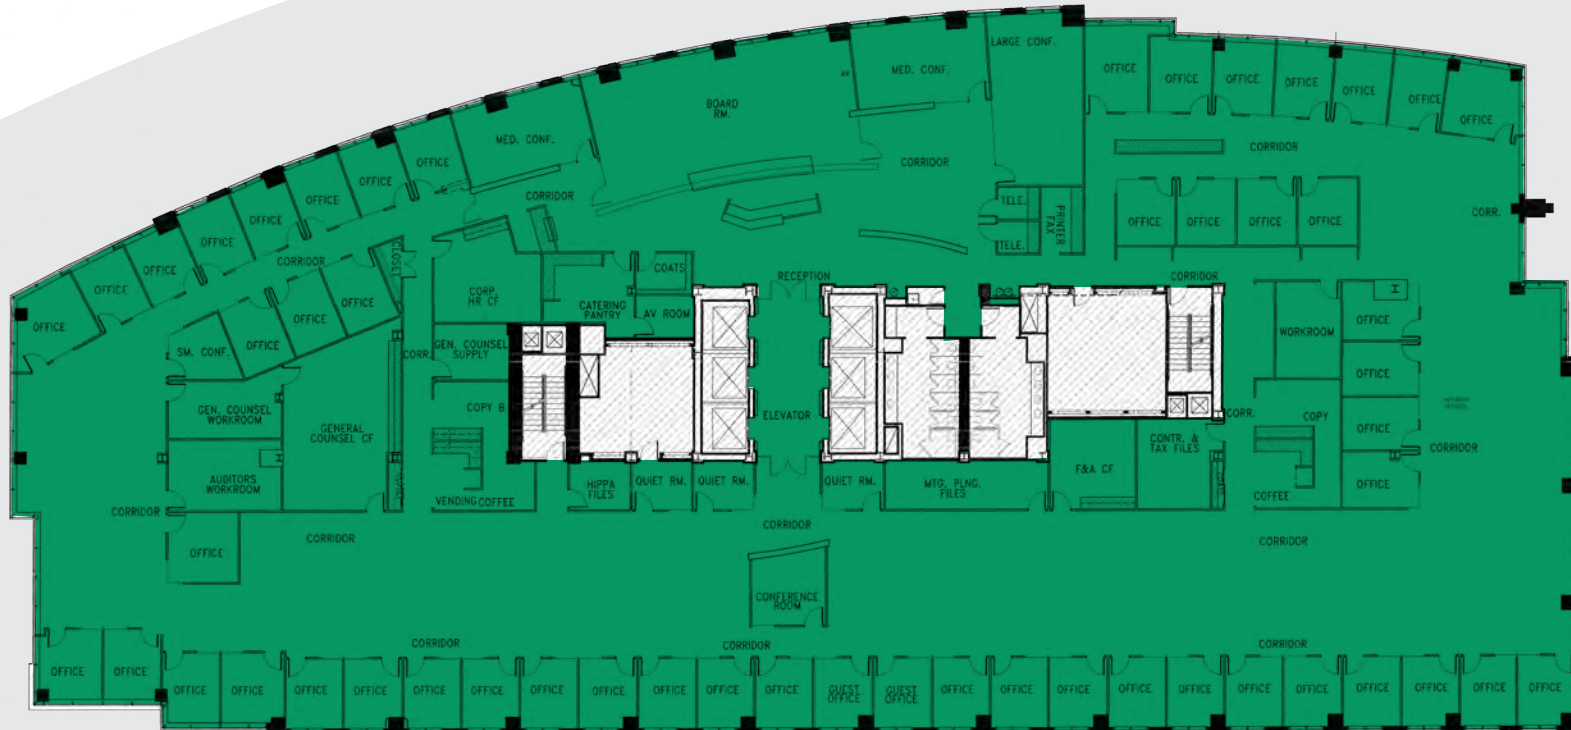 LARGE CONF.
MED. CONF.
OFFICE
OFFICE
OFFICE
OFFICE
OFFICE
OFFICE
OFFICE
BOARD
RM.
MED. CONF.
CORRIDOR
CORRIDOR
OFFICE
OFFICE
OFFICE
OFFICE
OFFICE
OFFICE
OFFICE
OFFICE
OFFICE
CORRIDOR
TELE.
TELE.
PRINTER
FAX
OFFICE
OFFICE
OFFICE
OFFICE
CORR.
CLOSET
CORRIDOR
OFFICE
OFFICE
OFFICE
COATS
RECEPTION
CORRIDOR
CORP.
HR. CF
CATERING
PANTRY
AV ROOM
SM. CONF.
CORR.
GEN. COUNSEL
SUPPLY
WORKROOM
OFFICE
OFFICE
OFFICE
OFFICE
GEN. COUNSEL
WORKROOM
GENERAL
COUNSEL CF
COPY B
ELEVATOR
CORR.
COPY
CORRIDOR
CONTR. &
TAX FILES
F&A CF
AUDITORS
WORKROOM
HIPPA
FILES
QUIET RM.
QUIET RM.
QUIET RM.
MTG. PLNG.
FILES
VENDING
COFFEE
COFFEE
CORRIDOR
CORRIDOR
CORRIDOR
CORRIDOR
OFFICE
CONFERENCE
ROOM
CORRIDOR
CORRIDOR
CORRIDOR
OFFICE
OFFICE
OFFICE
OFFICE
OFFICE
OFFICE
OFFICE
OFFICE
OFFICE
OFFICE
OFFICE
OFFICE
OFFICE
GUEST
OFFICE
GUEST
OFFICE
OFFICE
OFFICE
OFFICE
OFFICE
OFFICE
OFFICE
OFFICE
OFFICE
OFFICE
OFFICE
OFFICE